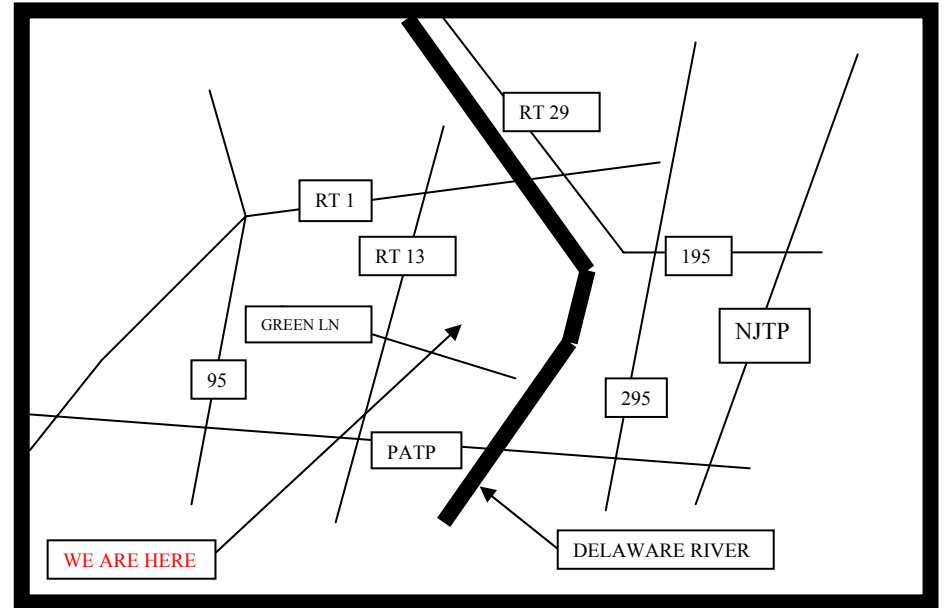 RT 29
RT 1
RT 13
195
GREEN LN
NJTP
95
295
PATP
WE ARE HERE
DELAWARE RIVER